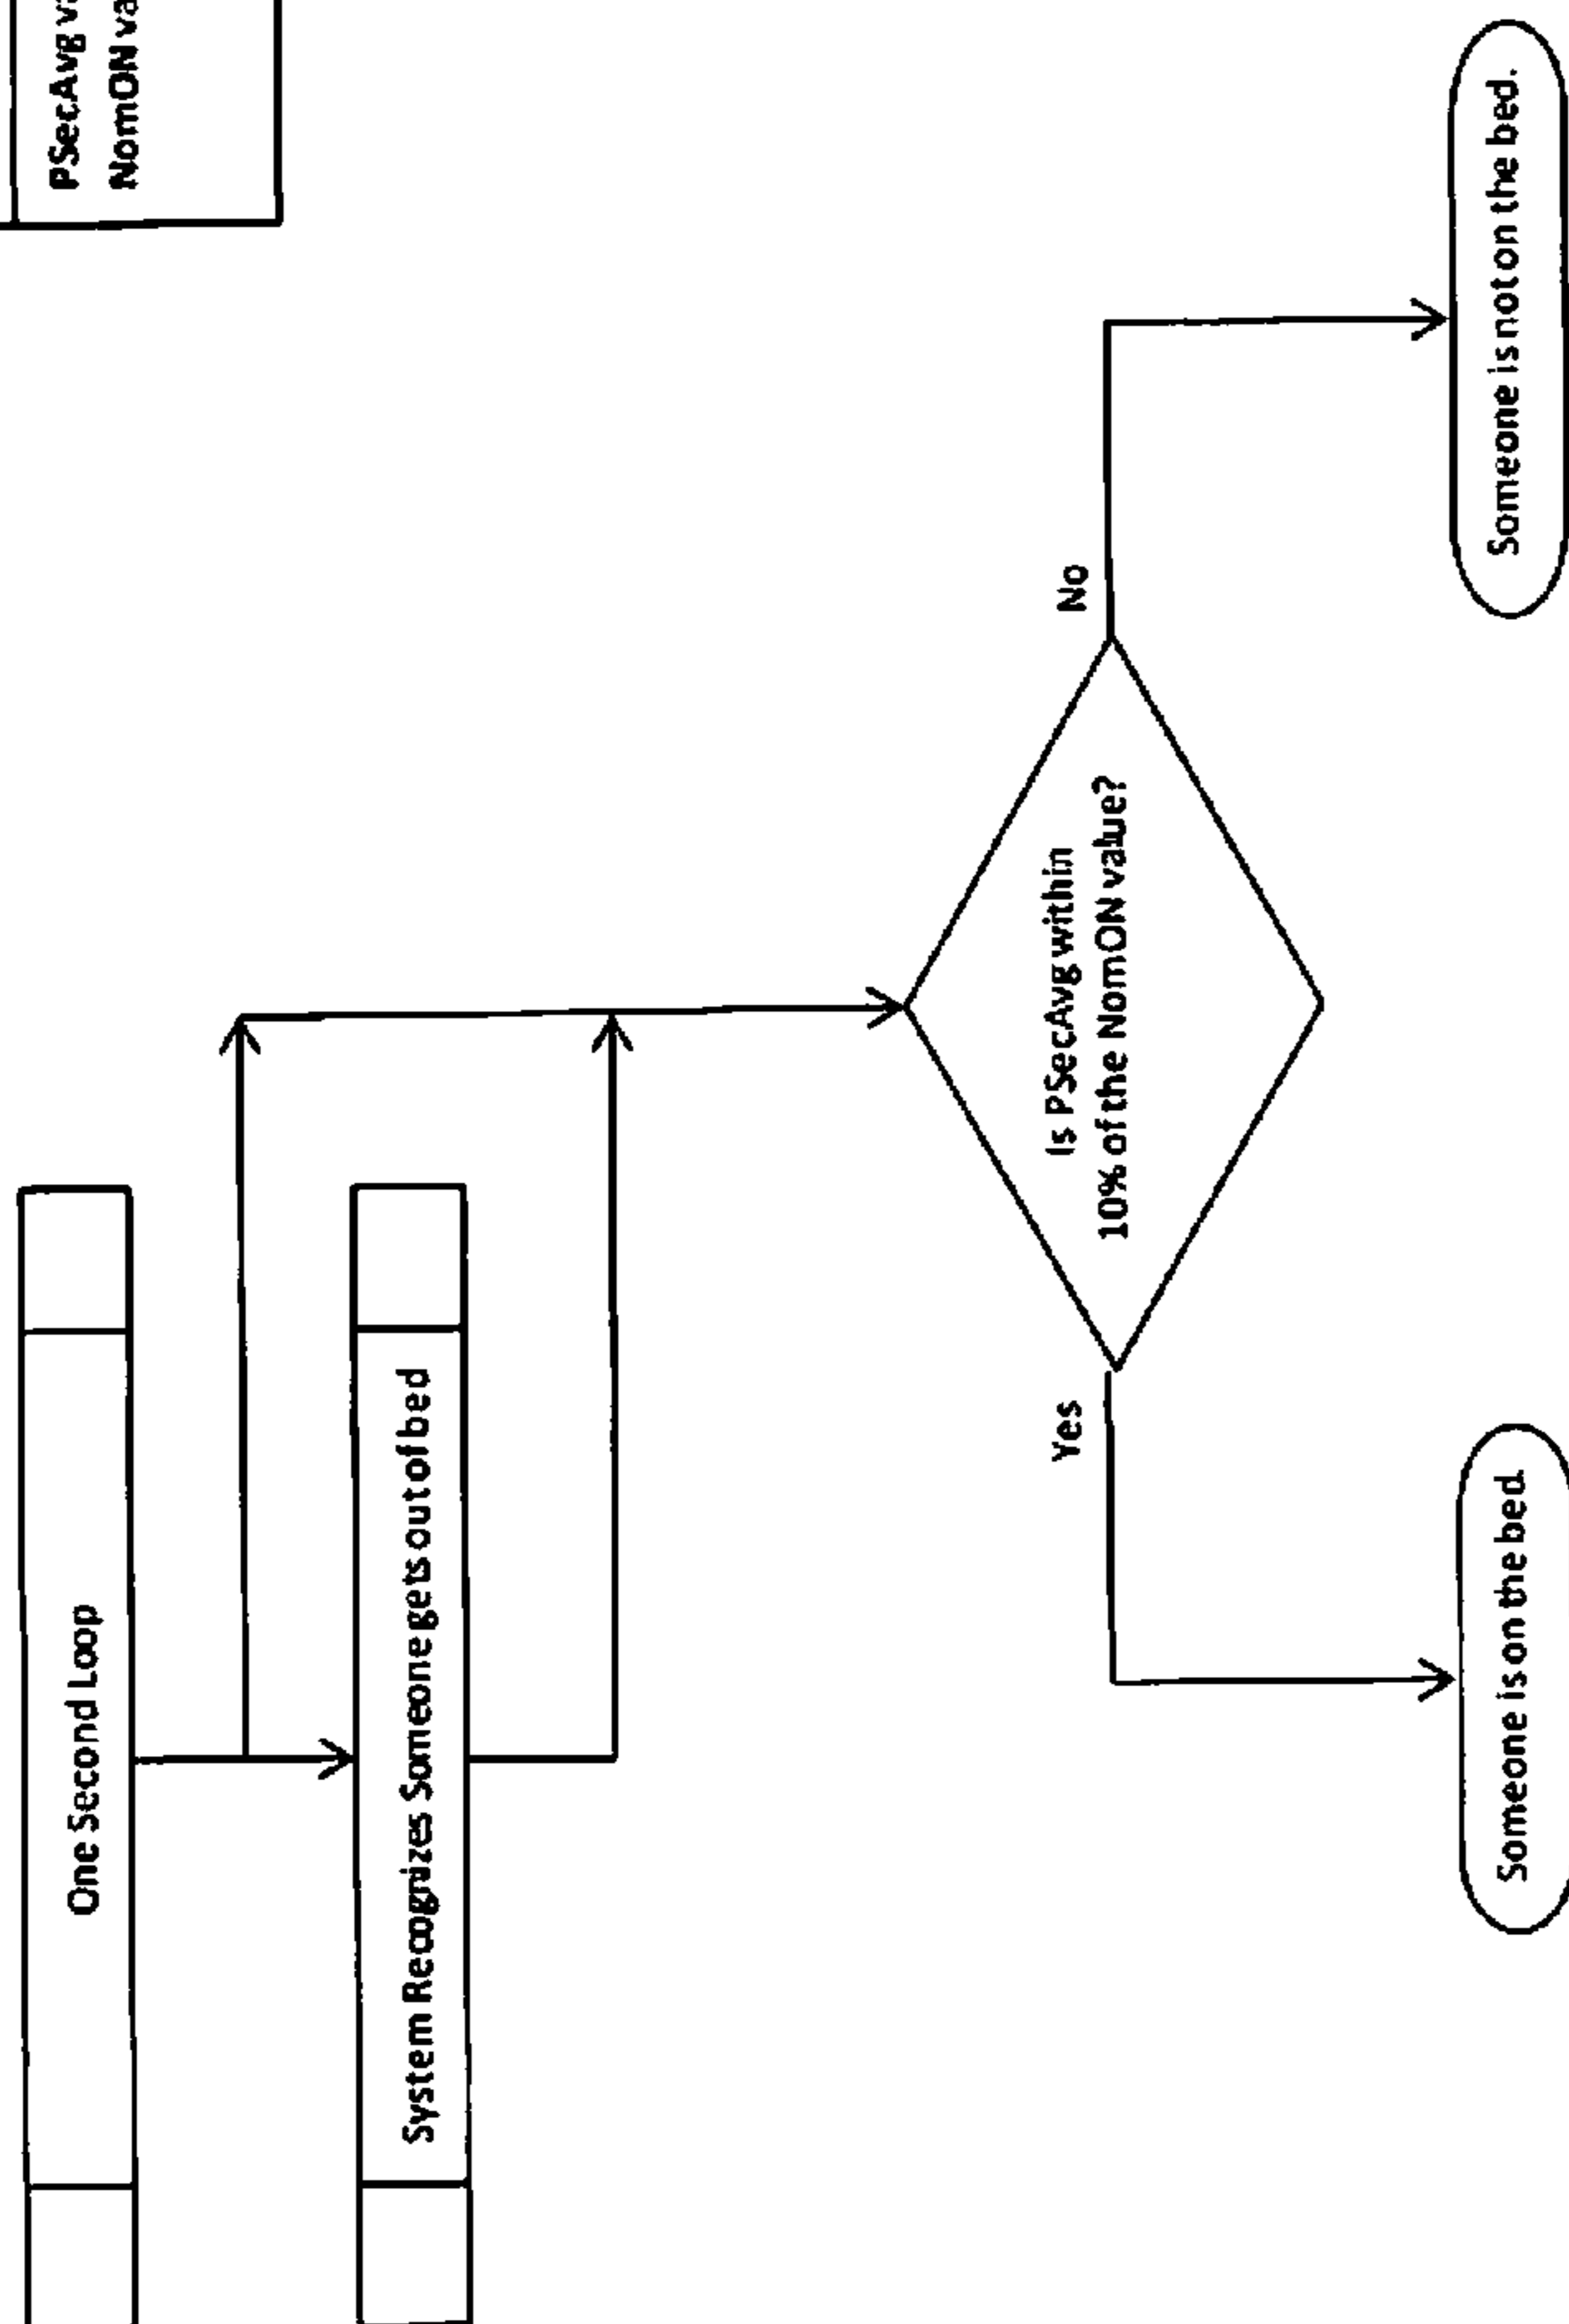 One Second Loop
PSecAvg
NomON
System Recognizes Someone gets out of bed
Is PSecAvg within
10% of the NomON value?
Yes
No
Someone is on the bed.
Someone is not on the bed.